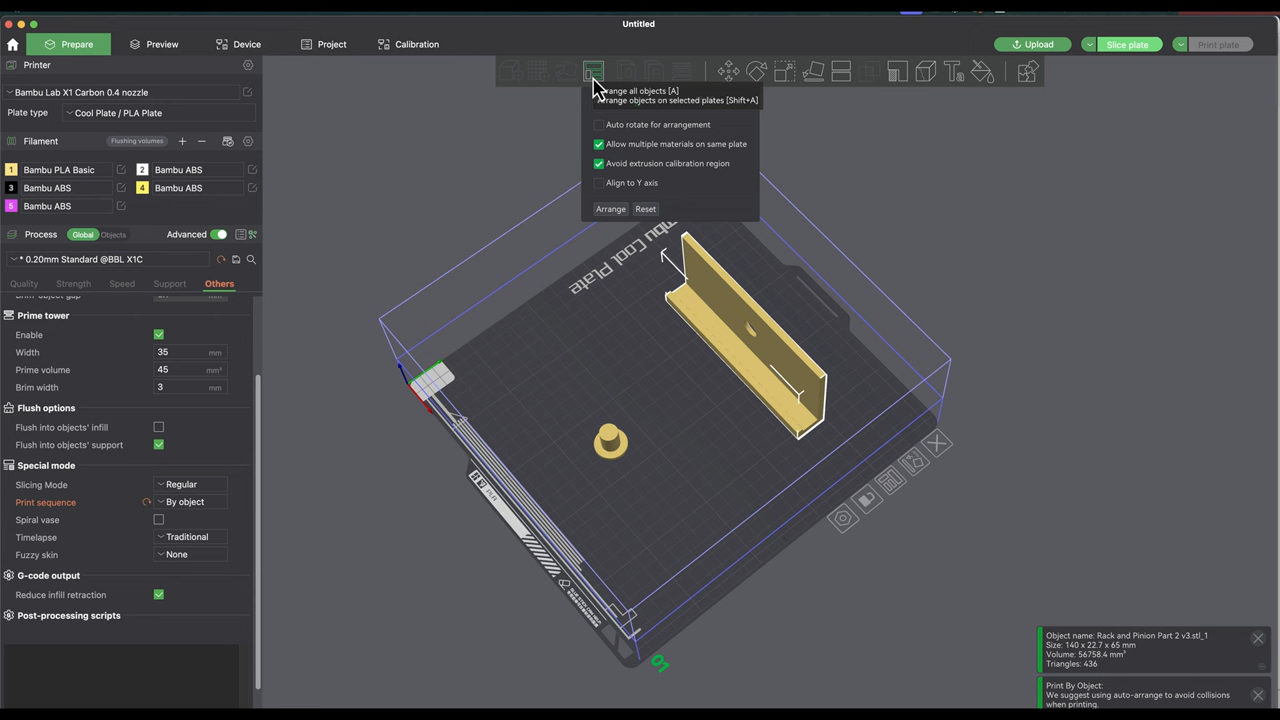 Untitled
Prepare
Preview
Device
Project
Calibration
Upload
Slice plate
Print plate
Printer
Bambu Lab X1 Carbon 0.4 nozzle
Plate type
Cool Plate / PLA Plate
Filament
Flushing volumes
1 Bambu PLA Basic
2 Bambu ABS
3 Bambu ABS
4 Bambu ABS
5 Bambu ABS
Process
Global
Objects
Advanced
* 0.20mm Standard @BBL X1C
Quality
Strength
Speed
Support
Others
Prime tower
Enable
Width 35 mm
Prime volume 45 mm³
Brim width 3 mm
Flush options
Flush into objects' infill
Flush into objects' support
Special mode
Slicing Mode Regular
Print sequence By object
Spiral vase
Timelapse Traditional
Fuzzy skin None
G-code output
Reduce infill retraction
Post-processing scripts
all objects [A]
objects on selected plates [Shift+A]
Auto rotate for arrangement
Allow multiple materials on same plate
Avoid extrusion calibration region
Align to Y axis
Arrange
Reset
Cool Plate
01
Object name: Rack and Pinion Part 2 v3.stl_1
Size: 140 x 22.7 x 65 mm
Volume: 56758.4 mm³
Triangles: 436
Print By Object:
We suggest using auto-arrange to avoid collisions
when printing.